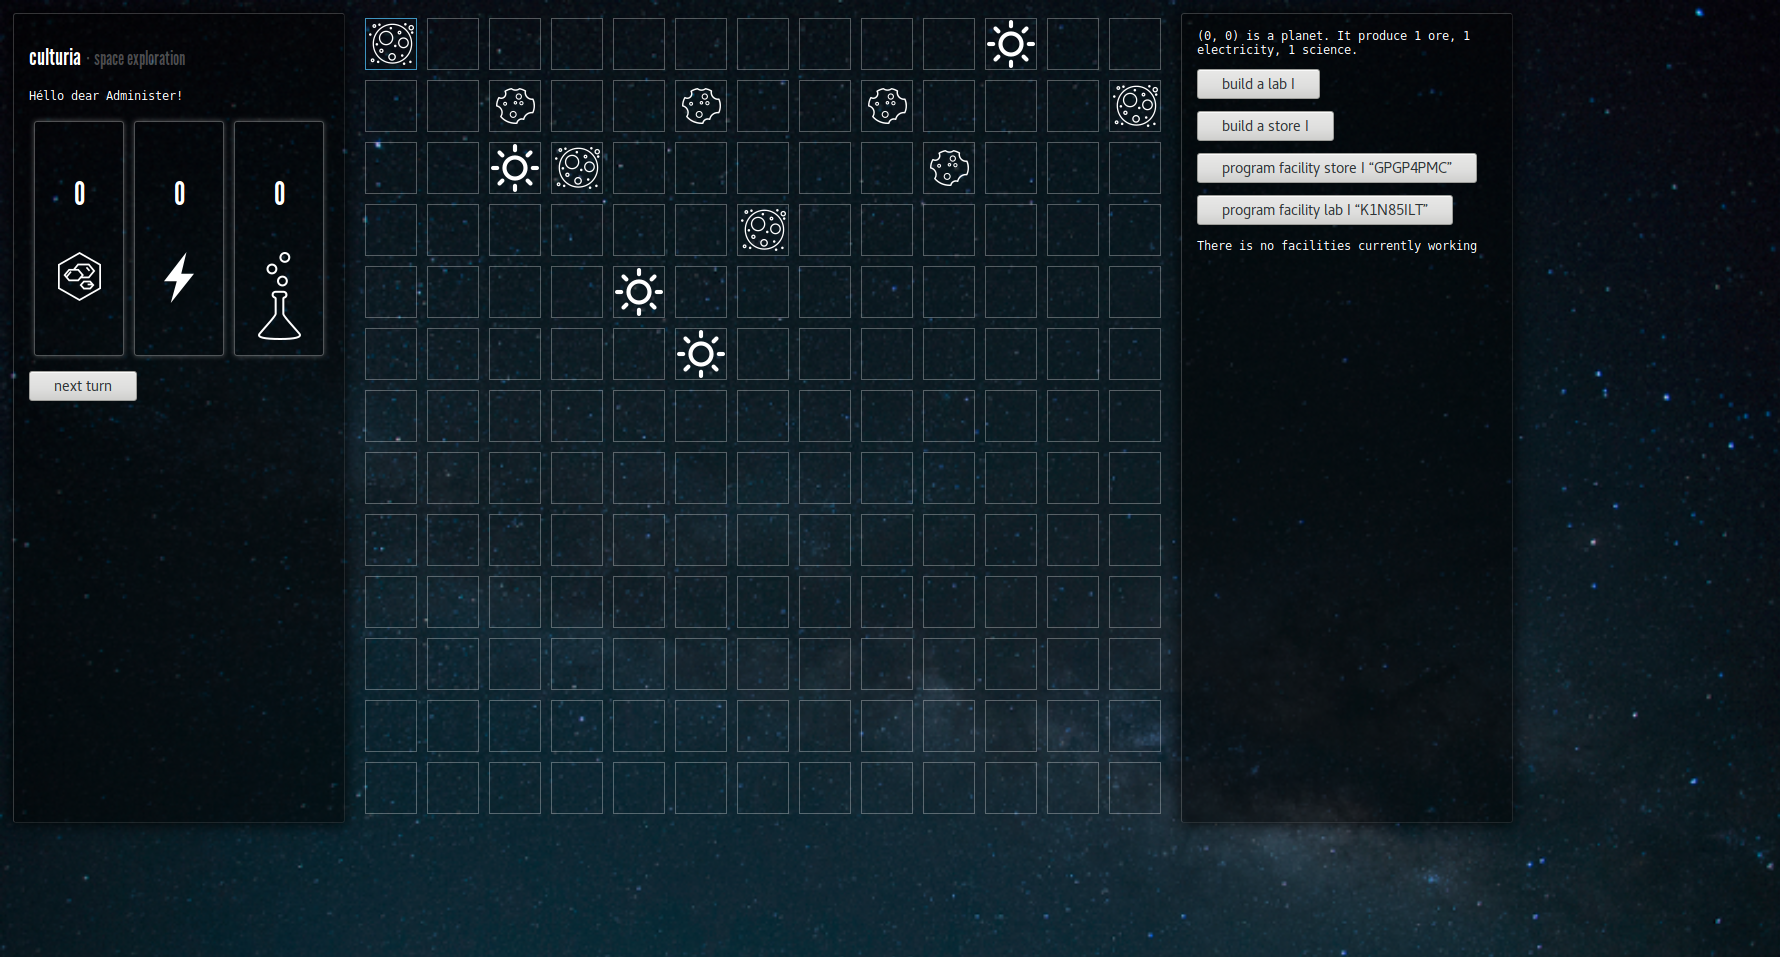 culturia · space exploration
Héllo dear Administer!
0 0 0
next turn
(0, 0) is a planet. It produce 1 ore, 1
electricity, 1 science.
build a lab I
build a store I
program facility store I “GPGP4PMC”
program facility lab I “K1N85ILT”
There is no facilities currently working